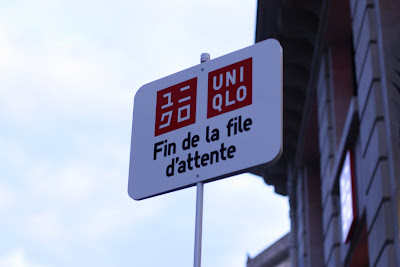 ユニ
クロ
UNI
QLO
Fin de la file
d'attente